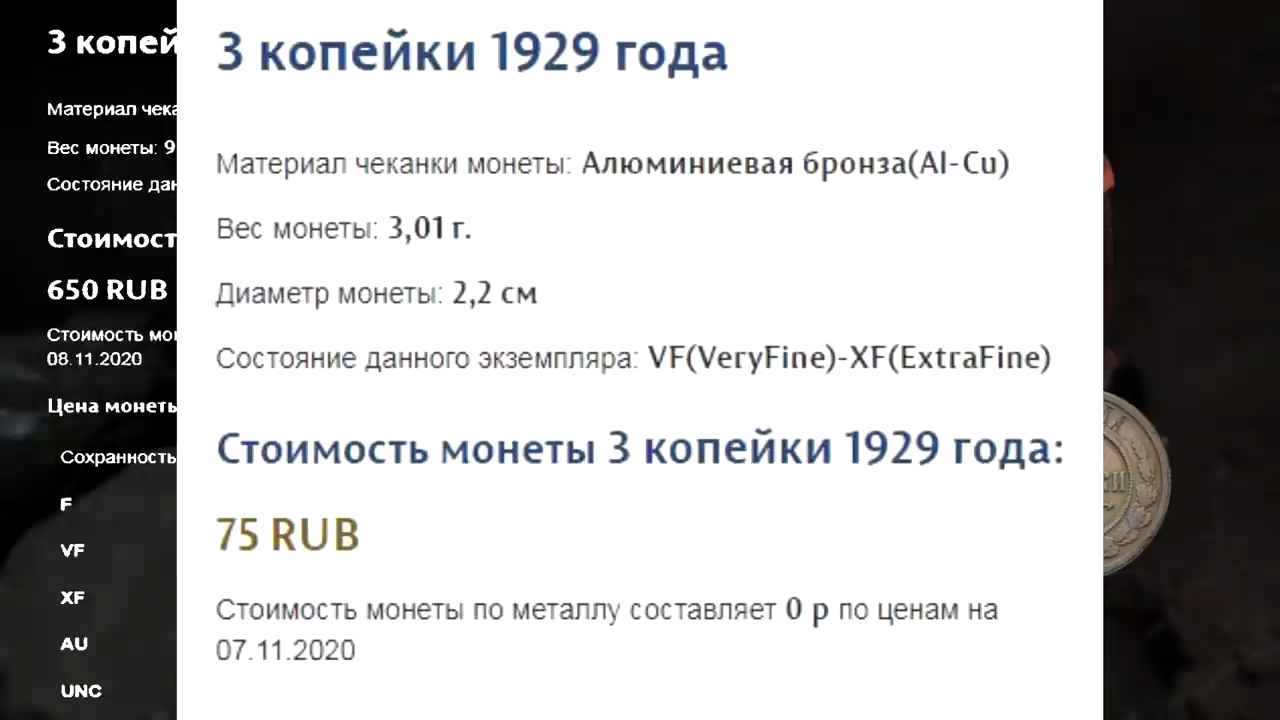 3 копей
Материал чека
Вес монеты: 9
Состояние дан
Стоимост
650 RUB
Стоимость мон
08.11.2020
Цена монеты
Сохранность
F
VF
XF
AU
UNC
3 копейки 1929 года
Материал чеканки монеты: Алюминиевая бронза(Al-Cu)
Вес монеты: 3,01 г.
Диаметр монеты: 2,2 см
Состояние данного экземпляра: VF(VeryFine)-XF(ExtraFine)
Стоимость монеты 3 копейки 1929 года:
75 RUB
Стоимость монеты по металлу составляет 0 р по ценам на
07.11.2020